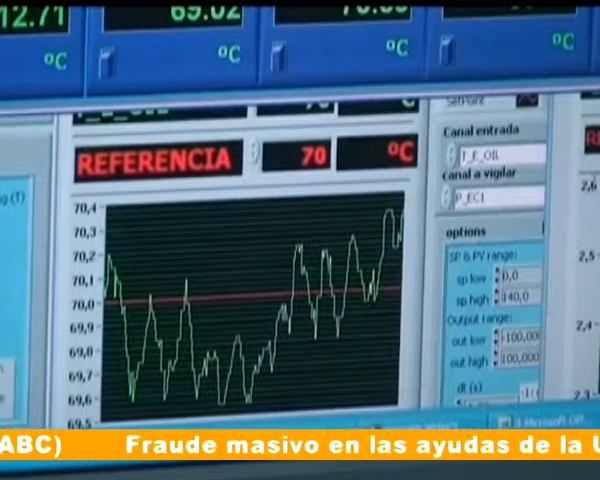 12.71
69.02
ºC
ºC
ºC
ºC
REFERENCIA 70 ºC
70,4
70,3
70,2
70,1
70,0
69,9
69,8
69,7
69,6
69,5
SetPoint
Canal entrada
T_E_OIL
canal a vigilar
P_EC1
options
SP & PV range:
sp low 0,0
sp high 140,0
Output range:
out low -100,00
out high 100,000
dt (s)
2,6
2,5
2,4
2,3
ABC) Fraude masivo en las ayudas de la U